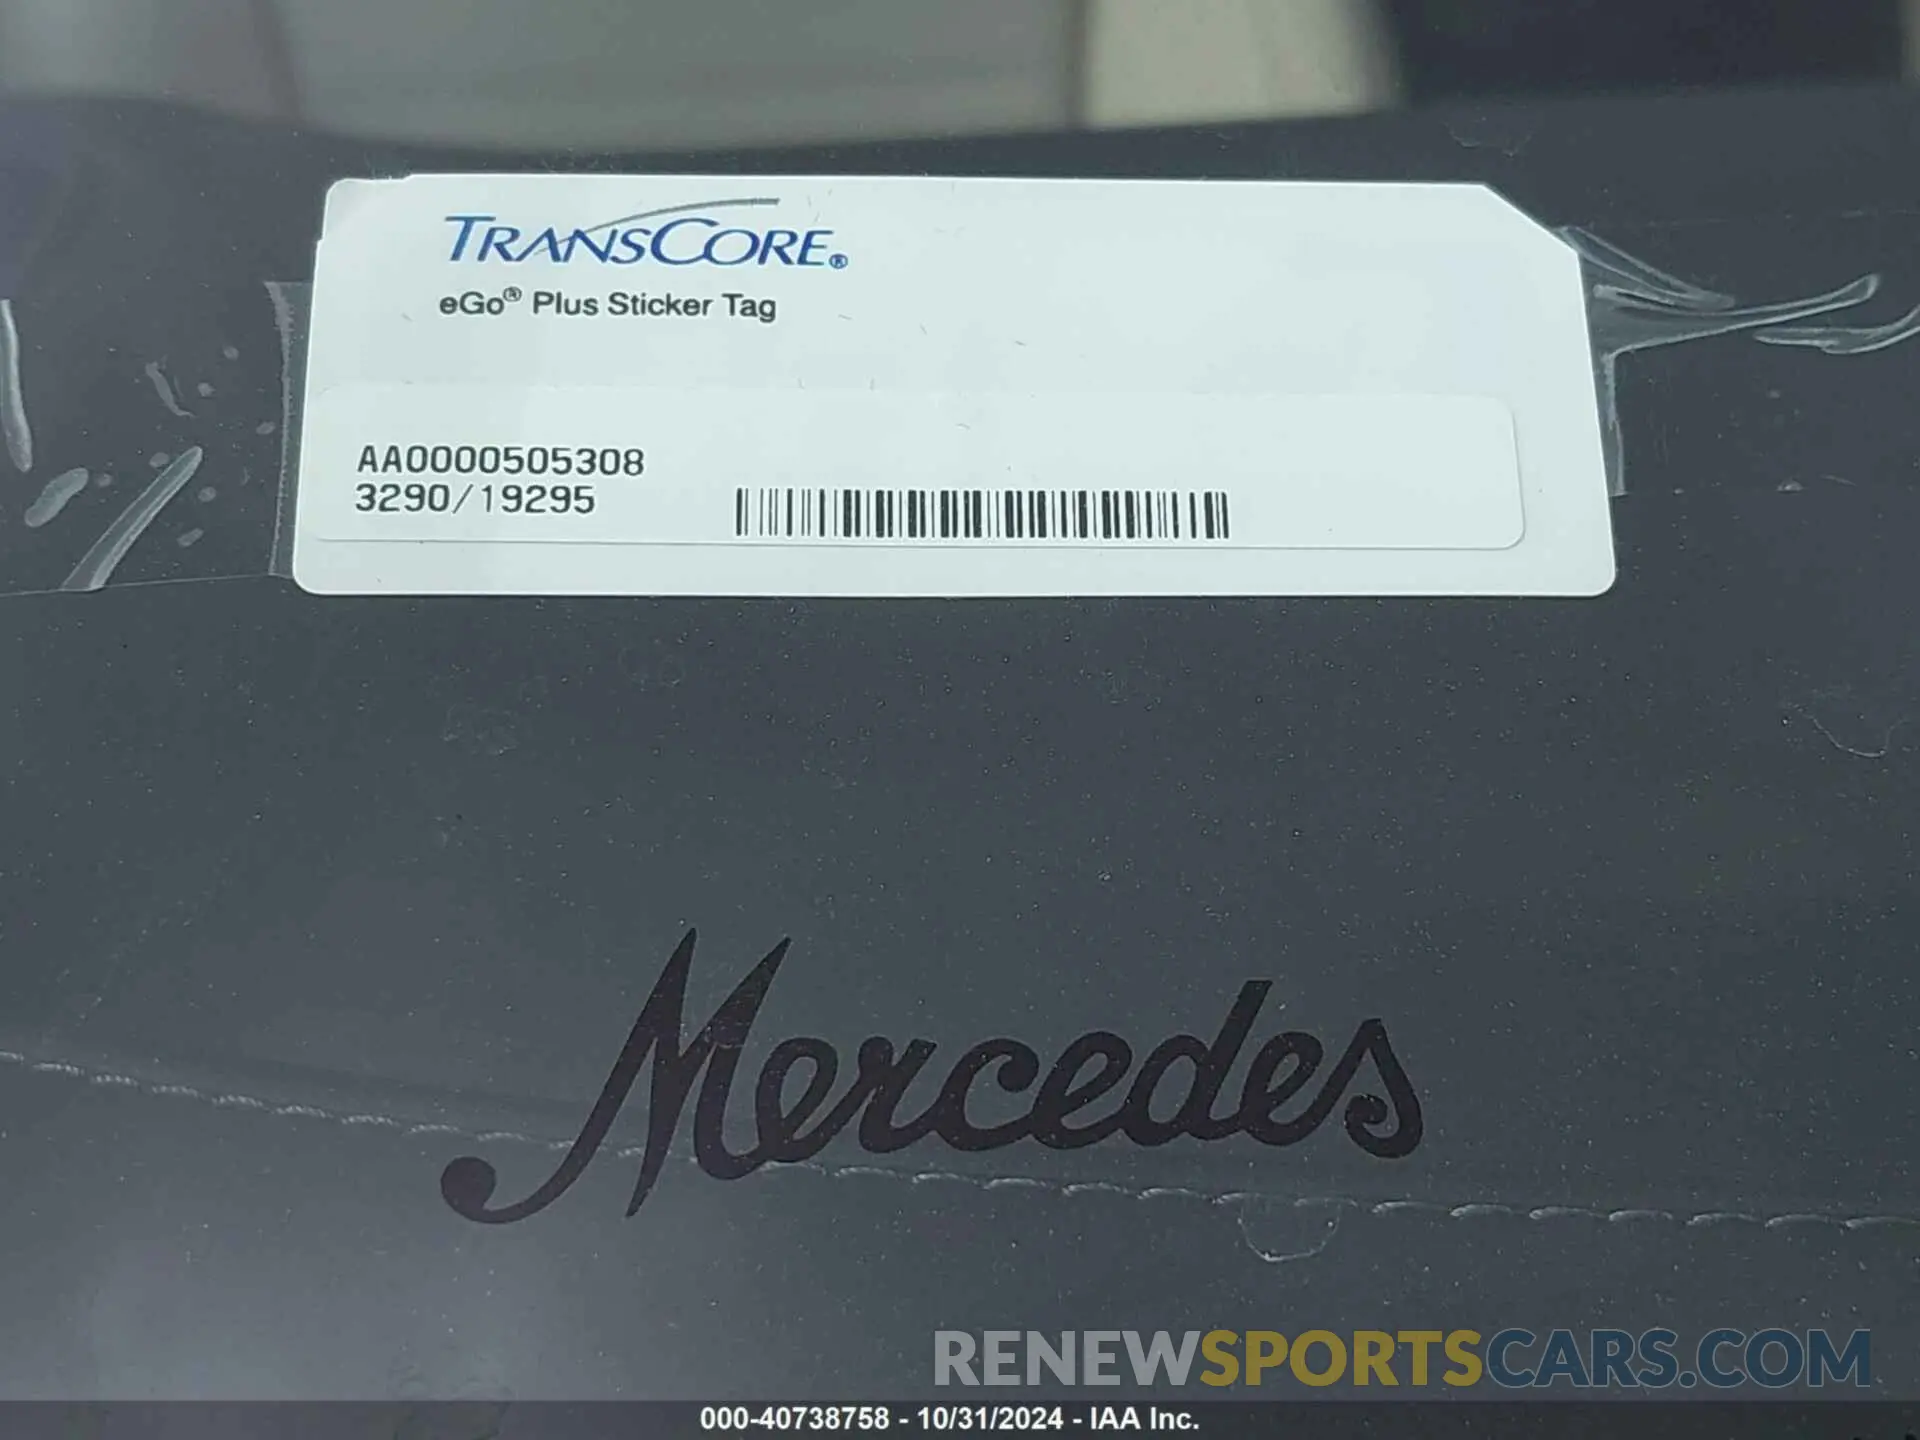 TRANSCORE®
eGo® Plus Sticker Tag
AA0000505308
3290/19295
Mercedes
RENEWSPORTSCARS.COM
000-40738758 - 10/31/2024 - IAA Inc.